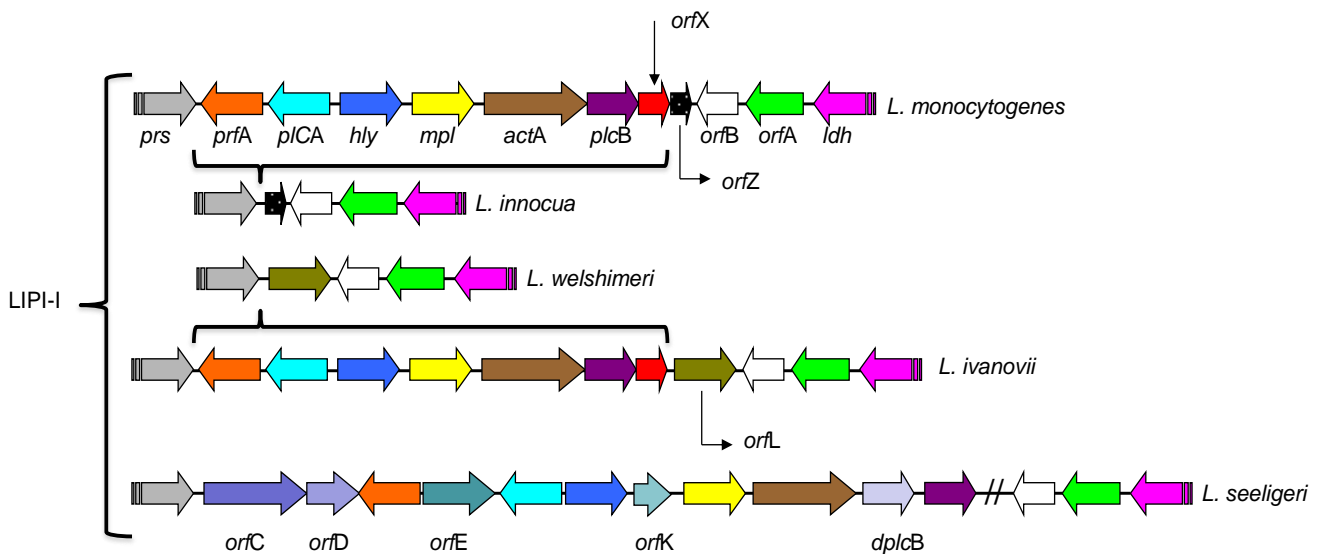 orfX
L. monocytogenes
prs prfA plCA hly mpl actA plcB orfB orfA ldh
orfZ
L. innocua
L. welshimeri
LIPI-I
L. ivanovii
orfL
L. seeligeri
orfC orfD orfE orfK dplcB